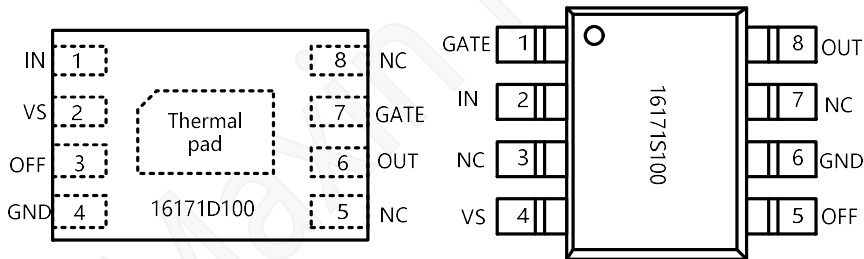 IN 1 8 NC
VS 2 7 GATE
OFF 3 6 OUT
GND 4 5 NC
Thermal
pad
16171D100
GATE 1 8 OUT
IN 2 7 NC
NC 3 6 GND
VS 4 5 OFF
16171S100